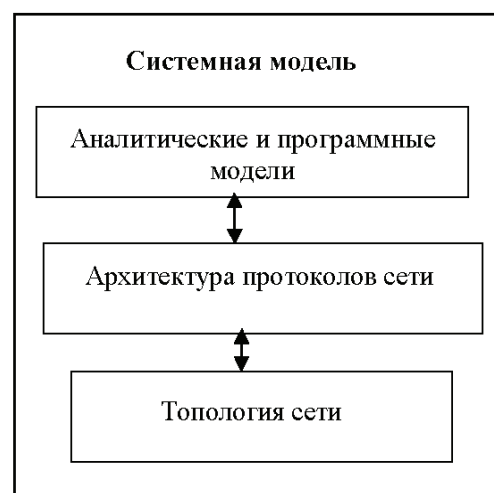 Системная модель
Аналитические и программные
модели
Архитектура протоколов сети
Топология сети